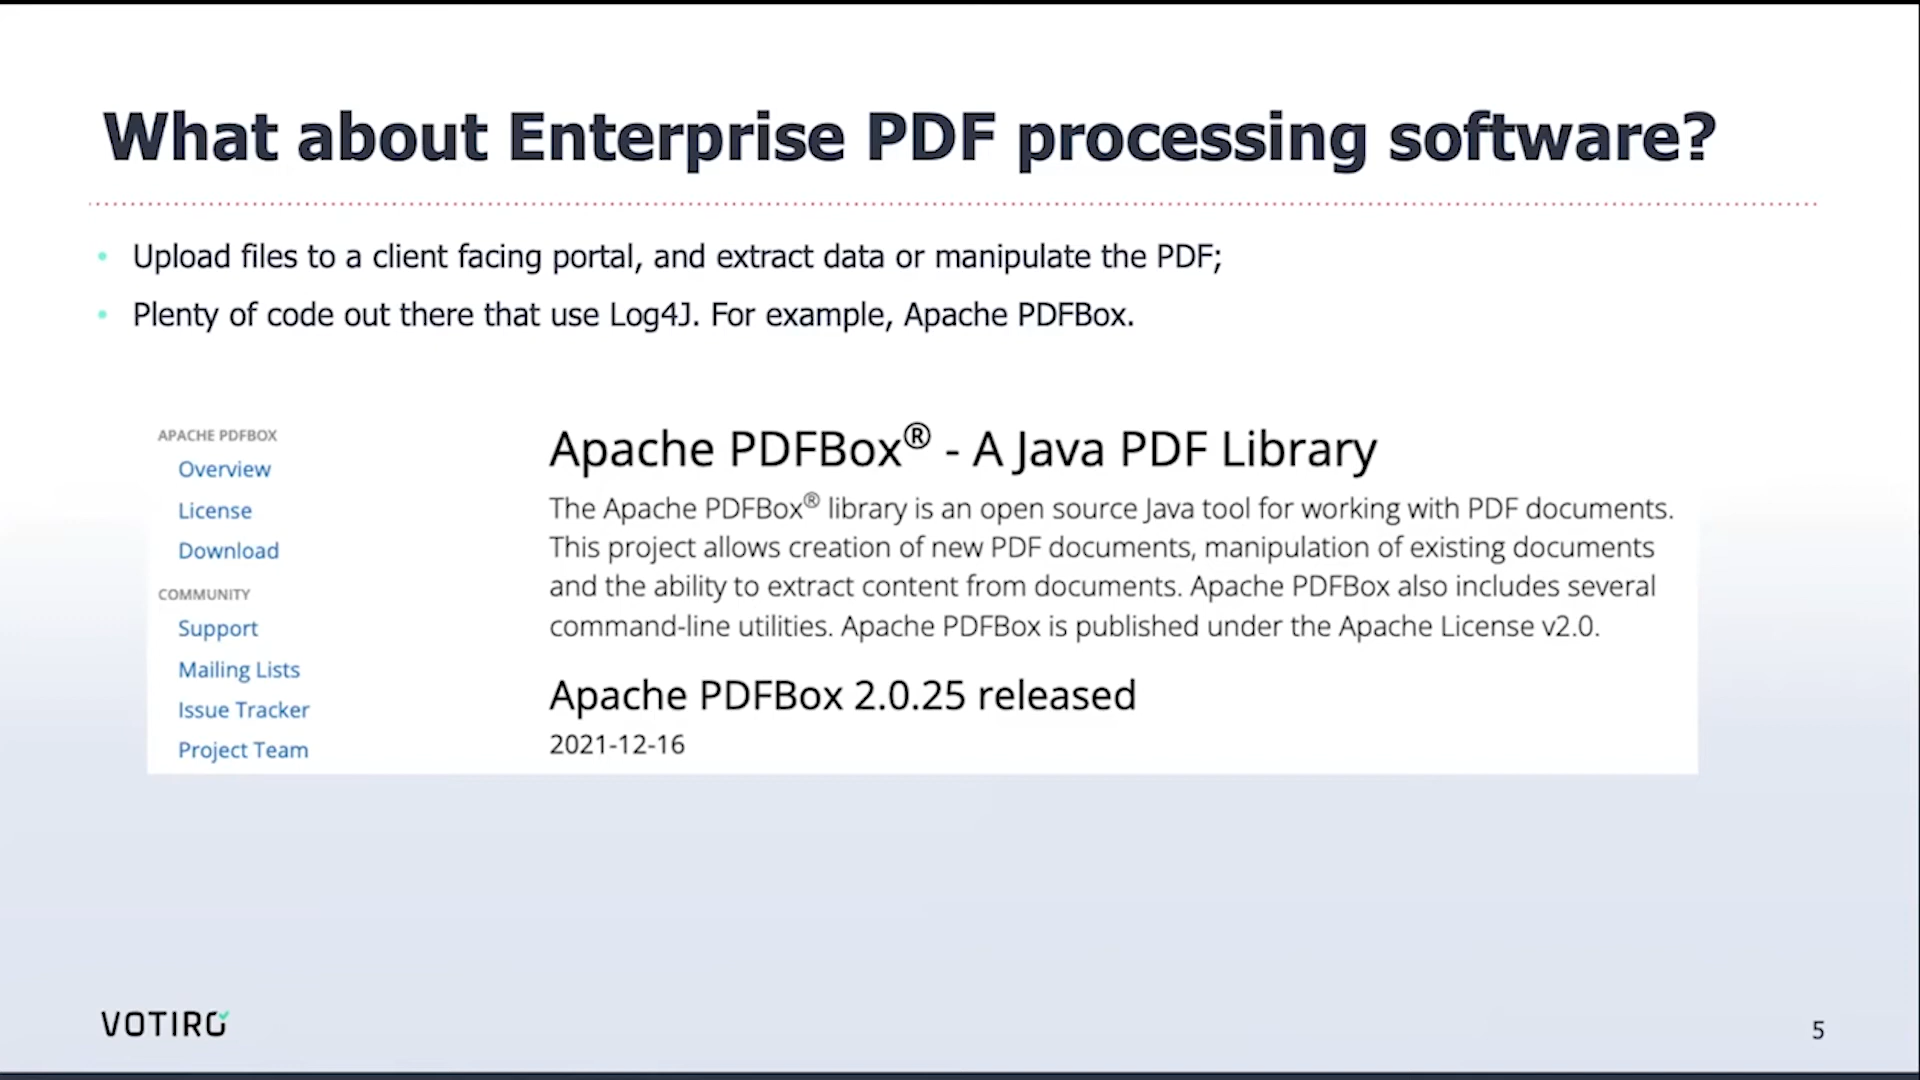 What about Enterprise PDF processing software?
• Upload files to a client facing portal, and extract data or manipulate the PDF;
• Plenty of code out there that use Log4J. For example, Apache PDFBox.
APACHE PDFBOX
Overview
License
Download
COMMUNITY
Support
Mailing Lists
Issue Tracker
Project Team
Apache PDFBox® - A Java PDF Library
The Apache PDFBox® library is an open source Java tool for working with PDF documents.
This project allows creation of new PDF documents, manipulation of existing documents
and the ability to extract content from documents. Apache PDFBox also includes several
command-line utilities. Apache PDFBox is published under the Apache License v2.0.
Apache PDFBox 2.0.25 released
2021-12-16
VOTIRO
5